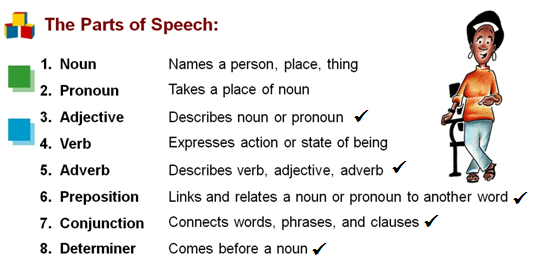 The Parts of Speech:
1. Noun Names a person, place, thing
2. Pronoun Takes a place of noun
3. Adjective Describes noun or pronoun ✓
4. Verb Expresses action or state of being
5. Adverb Describes verb, adjective, adverb ✓
6. Preposition Links and relates a noun or pronoun to another word ✓
7. Conjunction Connects words, phrases, and clauses ✓
8. Determiner Comes before a noun ✓